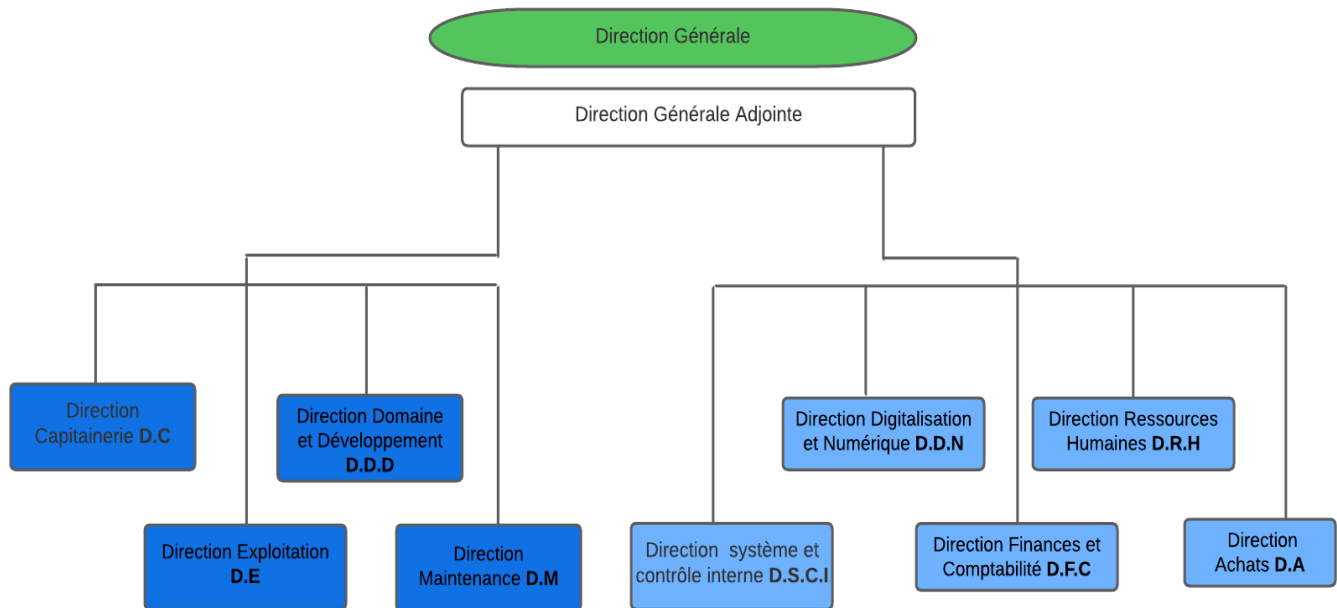 Direction Générale
Direction Générale Adjointe
Direction
Capitainerie D.C
Direction Domaine
et Développement
D.D.D
Direction Digitalisation
et Numérique D.D.N
Direction Ressources
Humaines D.R.H
Direction Exploitation
D.E
Direction
Maintenance D.M
Direction système et
contrôle interne D.S.C.I
Direction Finances et
Comptabilité D.F.C
Direction
Achats D.A